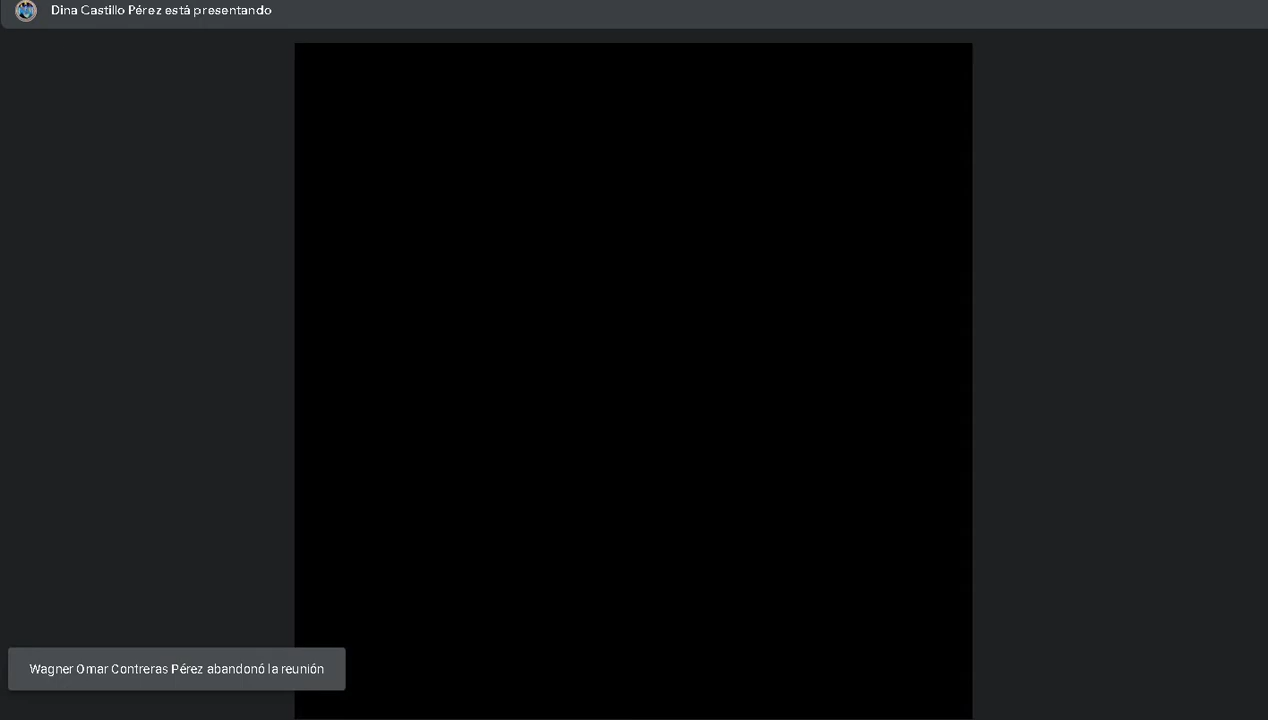 Dina Castillo Pérez está presentando
Wagner Omar Contreras Pérez abandonó la reunión